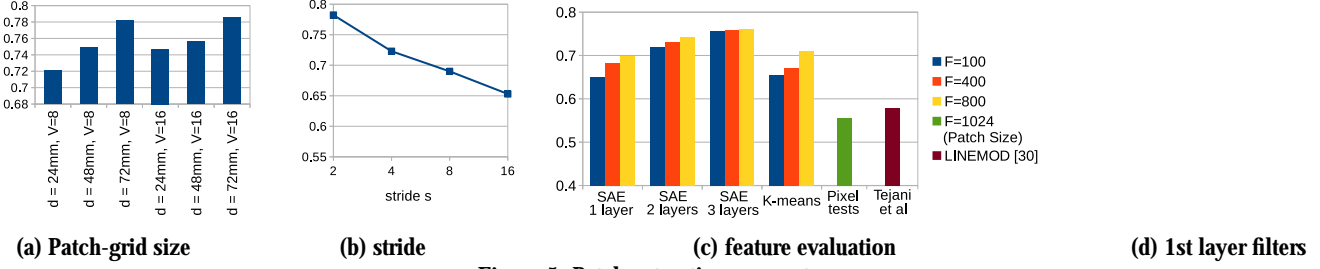 0.8
0.78
0.76
0.74
0.72
0.7
0.68
d = 24mm, V=8
d = 48mm, V=8
d = 72mm, V=8
d = 24mm, V=16
d = 48mm, V=16
d = 72mm, V=16
(a) Patch-grid size
0.8
0.75
0.7
0.65
0.6
0.55
2 4 8 16
stride s
(b) stride
0.8
0.7
0.6
0.5
0.4
SAE
1 layer
SAE
2 layers
SAE
3 layers
K-means
Pixel
tests
Tejani
et al
F=100
F=400
F=800
F=1024
(Patch Size)
LINEMOD [30]
(c) feature evaluation
(d) 1st layer filters